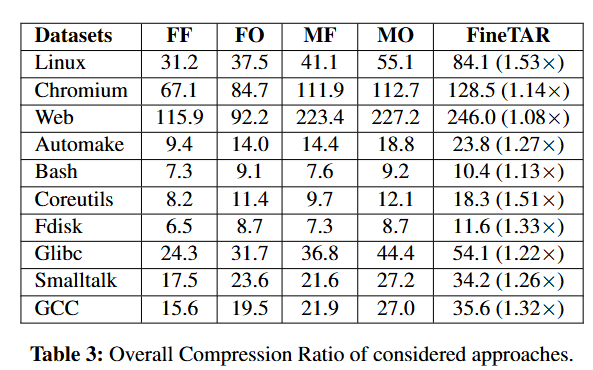 Datasets FF FO MF MO FineTAR
Linux 31.2 37.5 41.1 55.1 84.1 (1.53×)
Chromium 67.1 84.7 111.9 112.7 128.5 (1.14×)
Web 115.9 92.2 223.4 227.2 246.0 (1.08×)
Automake 9.4 14.0 14.4 18.8 23.8 (1.27×)
Bash 7.3 9.1 7.6 9.2 10.4 (1.13×)
Coreutils 8.2 11.4 9.7 12.1 18.3 (1.51×)
Fdisk 6.5 8.7 7.3 8.7 11.6 (1.33×)
Glibc 24.3 31.7 36.8 44.4 54.1 (1.22×)
Smalltalk 17.5 23.6 21.6 27.2 34.2 (1.26×)
GCC 15.6 19.5 21.9 27.0 35.6 (1.32×)
Table 3: Overall Compression Ratio of considered approaches.